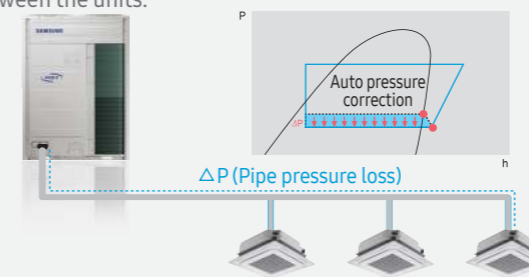 ween the units.
P
SAMSUNG
Auto pressure
correction
ΔP
h
△P (Pipe pressure loss)